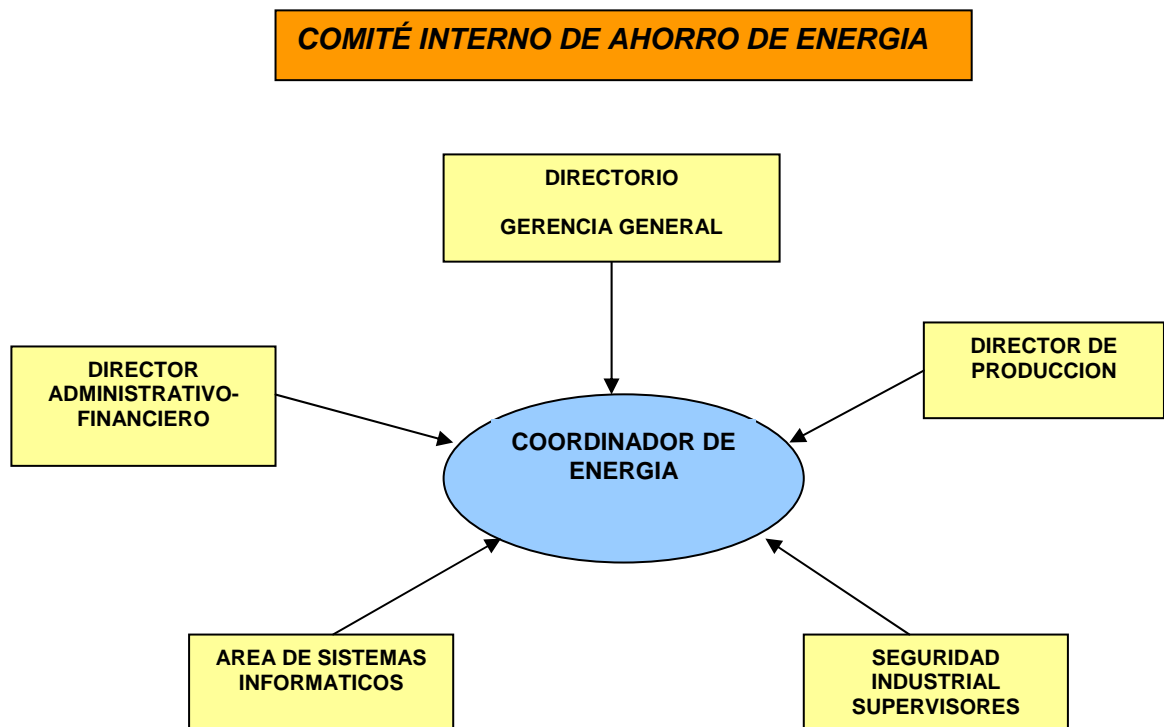 COMITÉ INTERNO DE AHORRO DE ENERGIA
DIRECTORIO
GERENCIA GENERAL
DIRECTOR
ADMINISTRATIVO-
FINANCIERO
DIRECTOR DE
PRODUCCION
COORDINADOR DE
ENERGIA
AREA DE SISTEMAS
INFORMATICOS
SEGURIDAD
INDUSTRIAL
SUPERVISORES